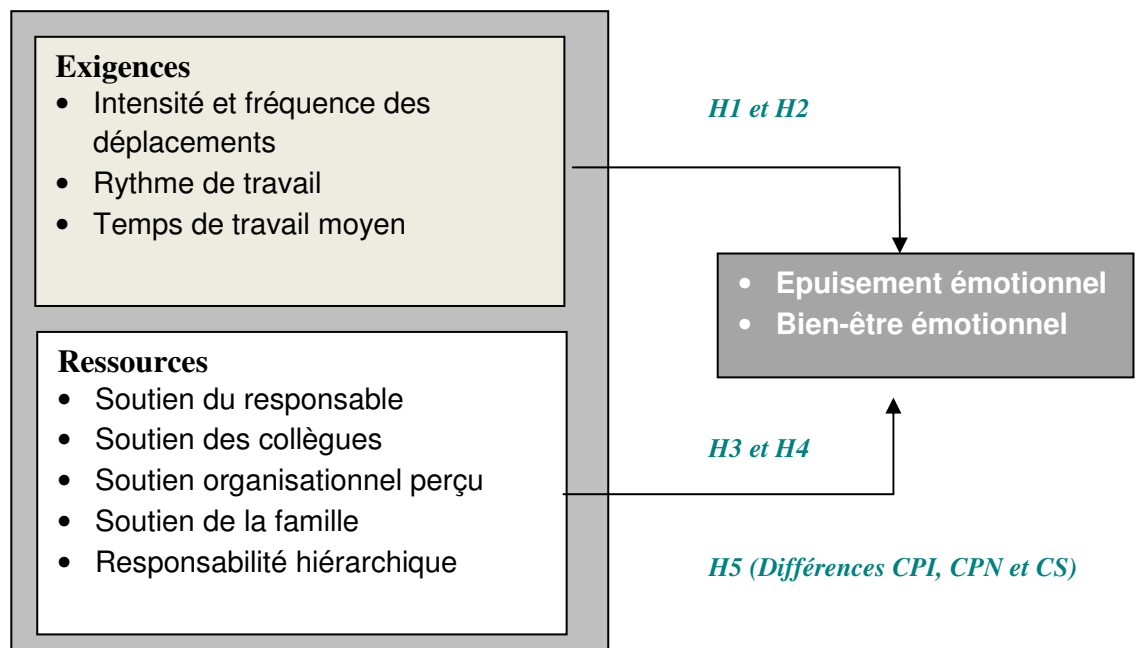 Exigences
• Intensité et fréquence des
déplacements
• Rythme de travail
• Temps de travail moyen
H1 et H2
• Epuisement émotionnel
• Bien-être émotionnel
Ressources
• Soutien du responsable
• Soutien des collègues
• Soutien organisationnel perçu
• Soutien de la famille
• Responsabilité hiérarchique
H3 et H4
H5 (Différences CPI, CPN et CS)